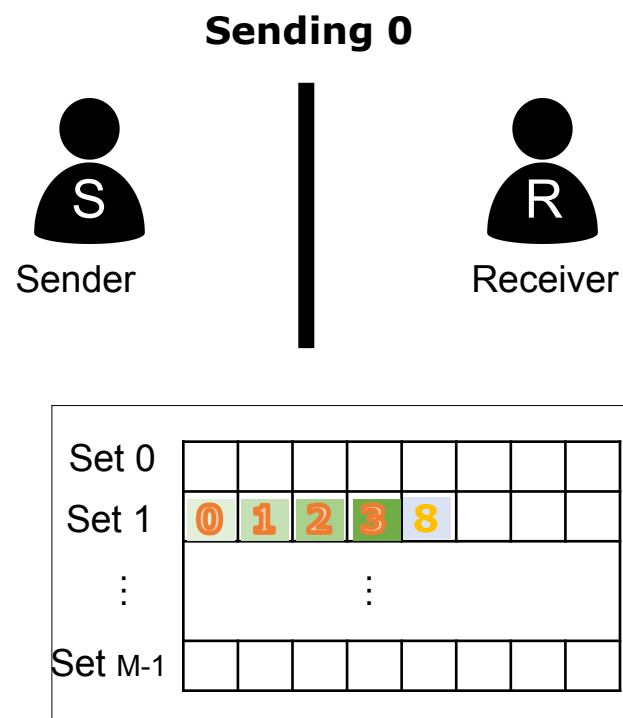 Sending 0
S
R
Sender
Receiver
Set 0
Set 1 0 1 2 3 8
⋮ ⋮
Set M-1